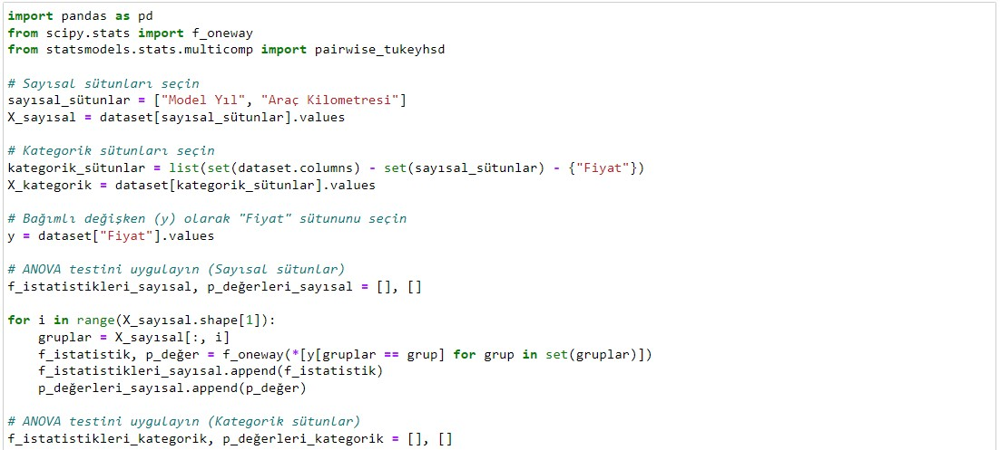 import pandas as pd
from scipy.stats import f_oneway
from statsmodels.stats.multicomp import pairwise_tukeyhsd

# Sayısal sütunları seçin
sayısal_sütunlar = ["Model Yıl", "Araç Kilometresi"]
X_sayısal = dataset[sayısal_sütunlar].values

# Kategorik sütunları seçin
kategorik_sütunlar = list(set(dataset.columns) - set(sayısal_sütunlar) - {"Fiyat"})
X_kategorik = dataset[kategorik_sütunlar].values

# Bağımlı değişken (y) olarak "Fiyat" sütununu seçin
y = dataset["Fiyat"].values

# ANOVA testini uygulayın (Sayısal sütunlar)
f_istatistikleri_sayısal, p_değerleri_sayısal = [], []

for i in range(X_sayısal.shape[1]):
    gruplar = X_sayısal[:, i]
    f_istatistik, p_değer = f_oneway(*[y[gruplar == grup] for grup in set(gruplar)])
    f_istatistikleri_sayısal.append(f_istatistik)
    p_değerleri_sayısal.append(p_değer)

# ANOVA testini uygulayın (Kategorik sütunlar)
f_istatistikleri_kategorik, p_değerleri_kategorik = [], []